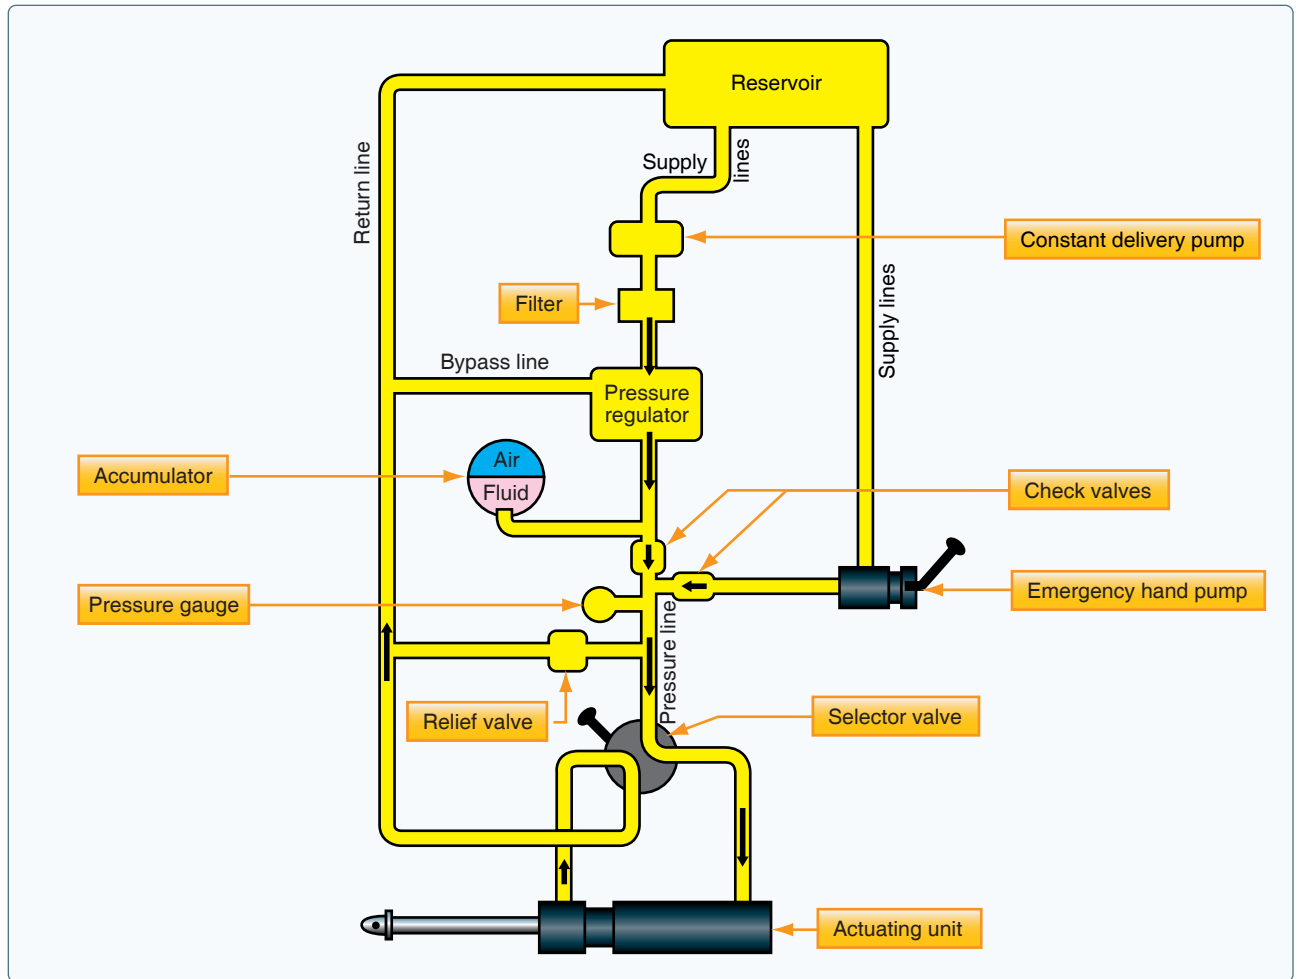 Reservoir
Supply
lines
Return line
Constant delivery pump
Supply lines
Filter
Bypass line
Pressure
regulator
Air
Fluid
Accumulator
Check valves
Pressure gauge
Emergency hand pump
Pressure line
Relief valve
Selector valve
Actuating unit